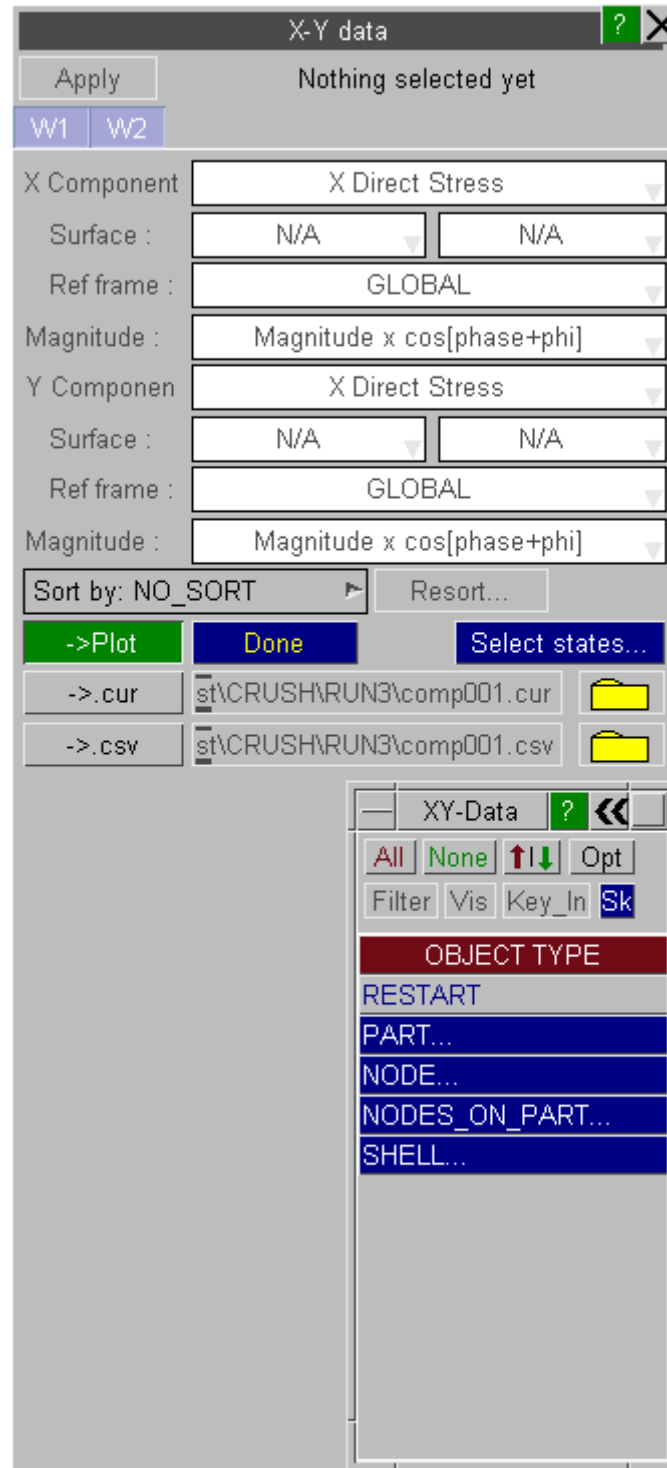 X-Y data ? X
Apply Nothing selected yet
W1 W2
X Component X Direct Stress
Surface : N/A N/A
Ref frame : GLOBAL
Magnitude : Magnitude x cos[phase+phi]
Y Componen X Direct Stress
Surface : N/A N/A
Ref frame : GLOBAL
Magnitude : Magnitude x cos[phase+phi]
Sort by: NO_SORT Resort...
->Plot Done Select states...
->.cur st\CRUSH\RUN3\comp001.cur
->.csv st\CRUSH\RUN3\comp001.csv
XY-Data ?
All None Opt
Filter Vis Key_In Sk
OBJECT TYPE
RESTART
PART...
NODE...
NODES_ON_PART...
SHELL...